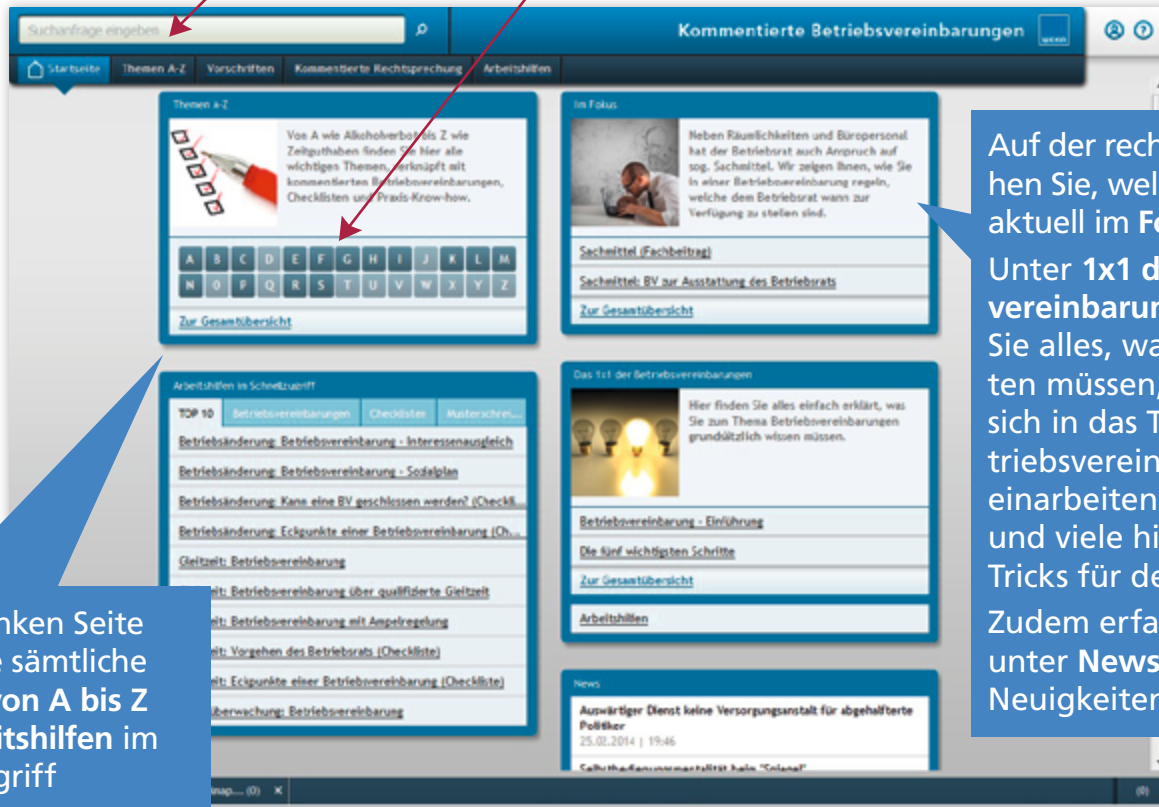 Suchanfrage eingeben
Kommentierte Betriebsvereinbarungen
Startseite Themen A-Z Vorschriften Kommentierte Rechtsprechung Arbeitshilfen
Themen A-Z
Von A wie Alkoholverbot bis Z wie
Zeitguthaben finden Sie hier alle
wichtigen Themen, verknüpft mit
kommentierten Betriebsvereinbarungen,
Checklisten und Praxis-Know-how.
A B C D E F G H I J K L M
N O P Q R S T U V W X Y Z
Zur Gesamtübersicht
Arbeitshilfen im Schnellzugriff
TOP 10 Betriebsvereinbarungen Checklisten Musterschrei...
Betriebsänderung: Betriebsvereinbarung - Interessenausgleich
Betriebsänderung: Betriebsvereinbarung - Sozialplan
Betriebsänderung: Kann eine BV geschlossen werden? (Checkli...
Betriebsänderung: Eckpunkte einer Betriebsvereinbarung (Ch...
Gleitzeit: Betriebsvereinbarung
eit: Betriebsvereinbarung über qualifizierte Gleitzeit
eit: Betriebsvereinbarung mit Ampelregelung
eit: Vorgehen des Betriebsrats (Checkliste)
eit: Eckpunkte einer Betriebsvereinbarung (Checkliste)
überwachung: Betriebsvereinbarung
Im Fokus
Neben Räumlichkeiten und Büropersonal
hat der Betriebsrat auch Anspruch auf
sog. Sachmittel. Wir zeigen Ihnen, wie Sie
in einer Betriebsvereinbarung regeln,
welche dem Betriebsrat wann zur
Verfügung zu stellen sind.
Sachmittel (Fachbeitrag)
Sachmittel: BV zur Ausstattung des Betriebsrats
Zur Gesamtübersicht
Das 1x1 der Betriebsvereinbarungen
Hier finden Sie alles einfach erklärt, was
Sie zum Thema Betriebsvereinbarungen
grundsätzlich wissen müssen.
Betriebsvereinbarung - Einführung
Die fünf wichtigsten Schritte
Zur Gesamtübersicht
Arbeitshilfen
News
Auswärtiger Dienst keine Versorgungsanstalt für abgehalfterte
Politiker
25.02.2014 | 19:46
Selbstbedienungsmentalität beim "Spiegel"
(0) ×
(0)
nken Seite
e sämtliche
von A bis Z
itshilfen im
griff
Auf der rech
hen Sie, wel
aktuell im Fo
Unter 1x1 d
vereinbarun
Sie alles, wa
ten müssen,
sich in das T
triebsverein
einarbeiten
und viele hi
Tricks für de
Zudem erfa
unter News
Neuigkeiten